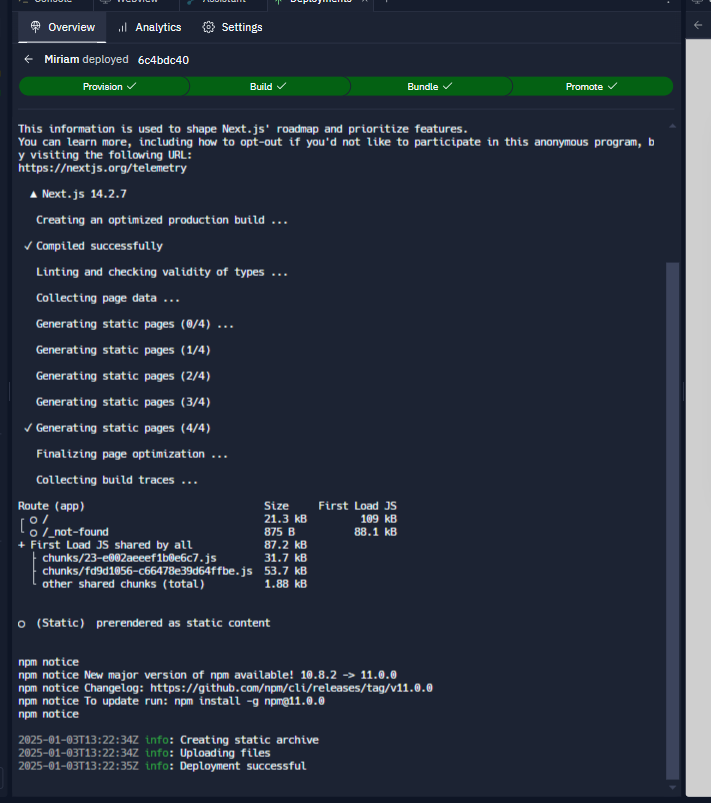 Console WebView Assistant Deployments
Overview Analytics Settings
Miriam deployed 6c4bdc40
Provision ✓ Build ✓ Bundle ✓ Promote ✓
This information is used to shape Next.js' roadmap and prioritize features.
You can learn more, including how to opt-out if you'd not like to participate in this anonymous program, b
y visiting the following URL:
https://nextjs.org/telemetry
▲ Next.js 14.2.7
Creating an optimized production build ...
✓ Compiled successfully
Linting and checking validity of types ...
Collecting page data ...
Generating static pages (0/4) ...
Generating static pages (1/4)
Generating static pages (2/4)
Generating static pages (3/4)
✓ Generating static pages (4/4)
Finalizing page optimization ...
Collecting build traces ...
Route (app) Size First Load JS
┌ ○ / 21.3 kB 109 kB
└ ○ /_not-found 875 B 88.1 kB
+ First Load JS shared by all 87.2 kB
├ chunks/23-e002aeeef1b0e6c7.js 31.7 kB
├ chunks/fd9d1056-c66478e39d64ffbe.js 53.7 kB
└ other shared chunks (total) 1.88 kB
○ (Static) prerendered as static content
npm notice
npm notice New major version of npm available! 10.8.2 -> 11.0.0
npm notice Changelog: https://github.com/npm/cli/releases/tag/v11.0.0
npm notice To update run: npm install -g npm@11.0.0
npm notice
2025-01-03T13:22:34Z info: Creating static archive
2025-01-03T13:22:34Z info: Uploading files
2025-01-03T13:22:35Z info: Deployment successful